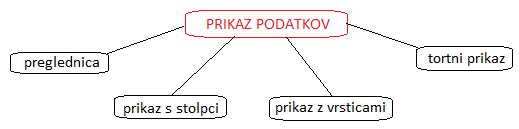 PRIKAZ PODATKOV
preglednica
tortni prikaz
prikaz s stolpci
prikaz z vrsticami